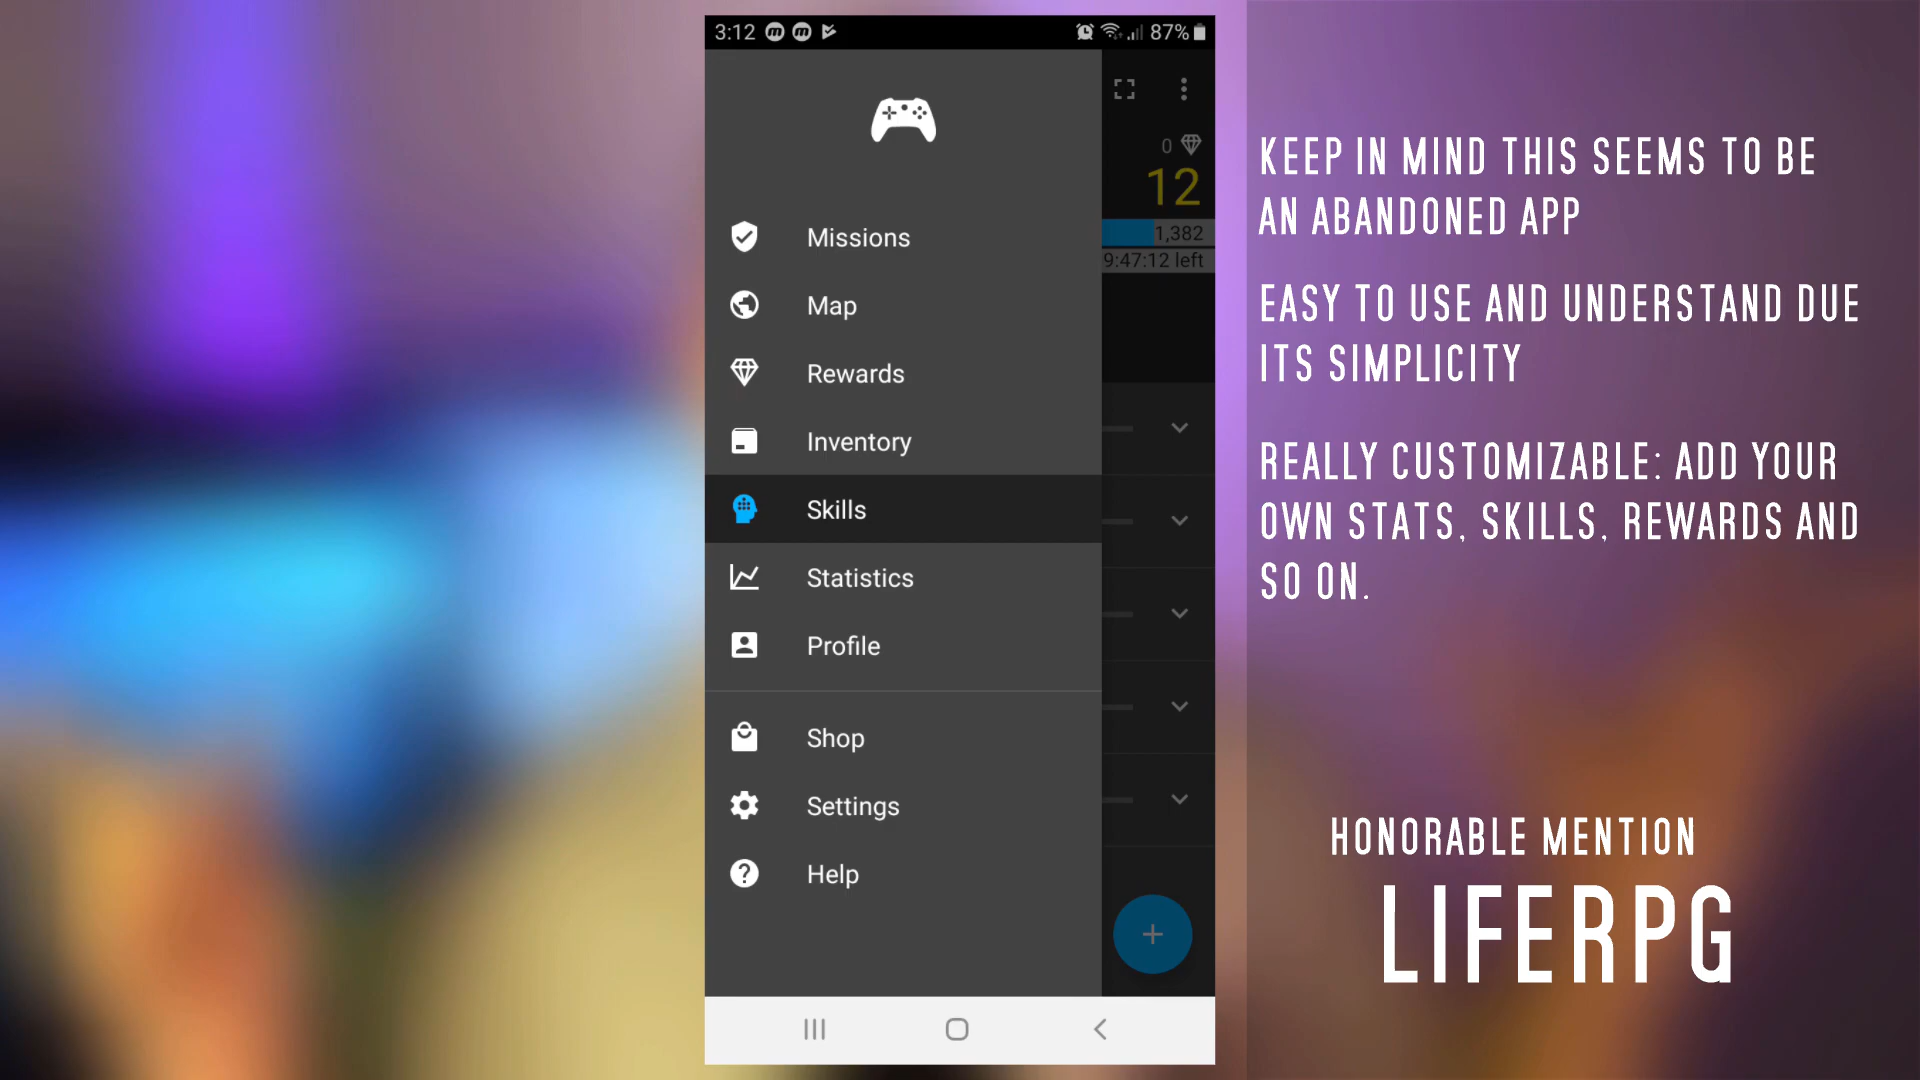 3:12
87%
0
12
1,382
9:47:12 left
Missions
Map
Rewards
Inventory
Skills
Statistics
Profile
Shop
Settings
Help
KEEP IN MIND THIS SEEMS TO BE
AN ABANDONED APP
EASY TO USE AND UNDERSTAND DUE
ITS SIMPLICITY
REALLY CUSTOMIZABLE: ADD YOUR
OWN STATS, SKILLS, REWARDS AND
SO ON.
HONORABLE MENTION
LIFERPG